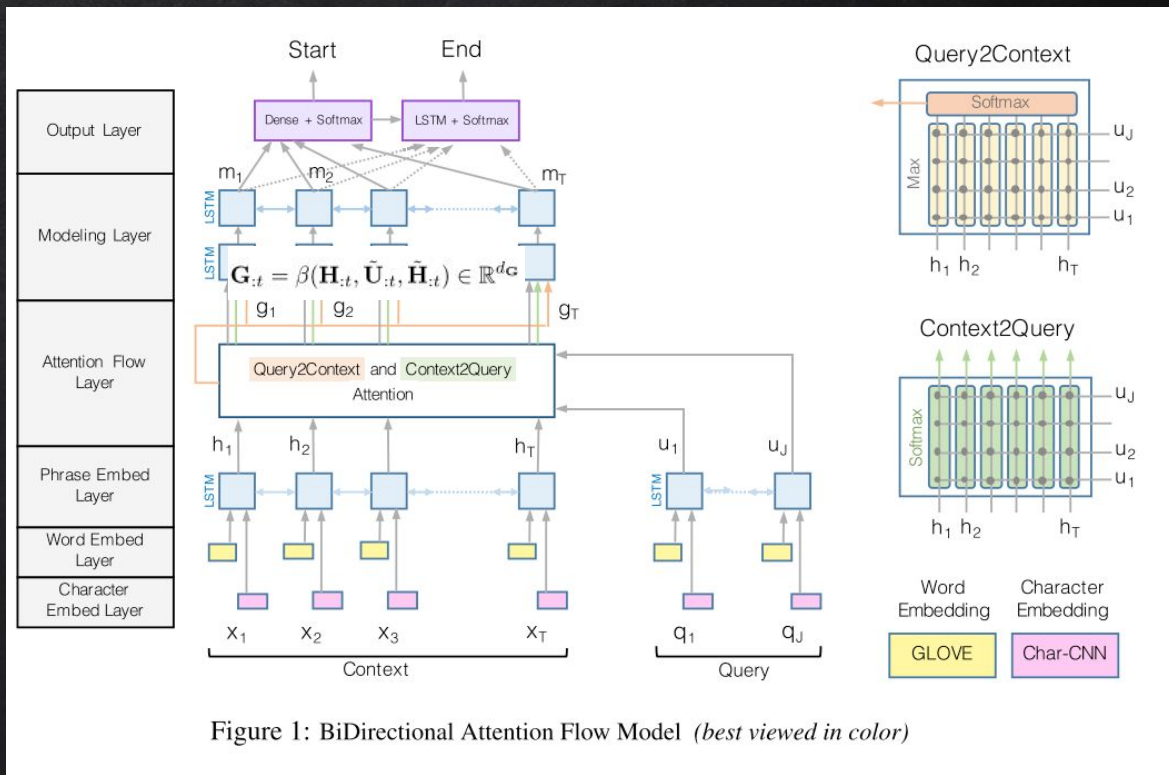 Start
End
Output Layer
Dense + Softmax
LSTM + Softmax
m1
m2
mT
Modeling Layer
LSTM
LSTM
G:t = β(H:t, Ũ:t, H̃:t) ∈ ℝ^dG
g1
g2
gT
Attention Flow
Layer
Query2Context and Context2Query
Attention
h1
h2
hT
u1
uJ
Phrase Embed
Layer
LSTM
LSTM
Word Embed
Layer
Character
Embed Layer
x1
x2
x3
xT
q1
qJ
Context
Query
Query2Context
Softmax
Max
uJ
u2
u1
h1
h2
hT
Context2Query
Softmax
uJ
u2
u1
h1
h2
hT
Word
Embedding
GLOVE
Character
Embedding
Char-CNN
Figure 1: BiDirectional Attention Flow Model (best viewed in color)